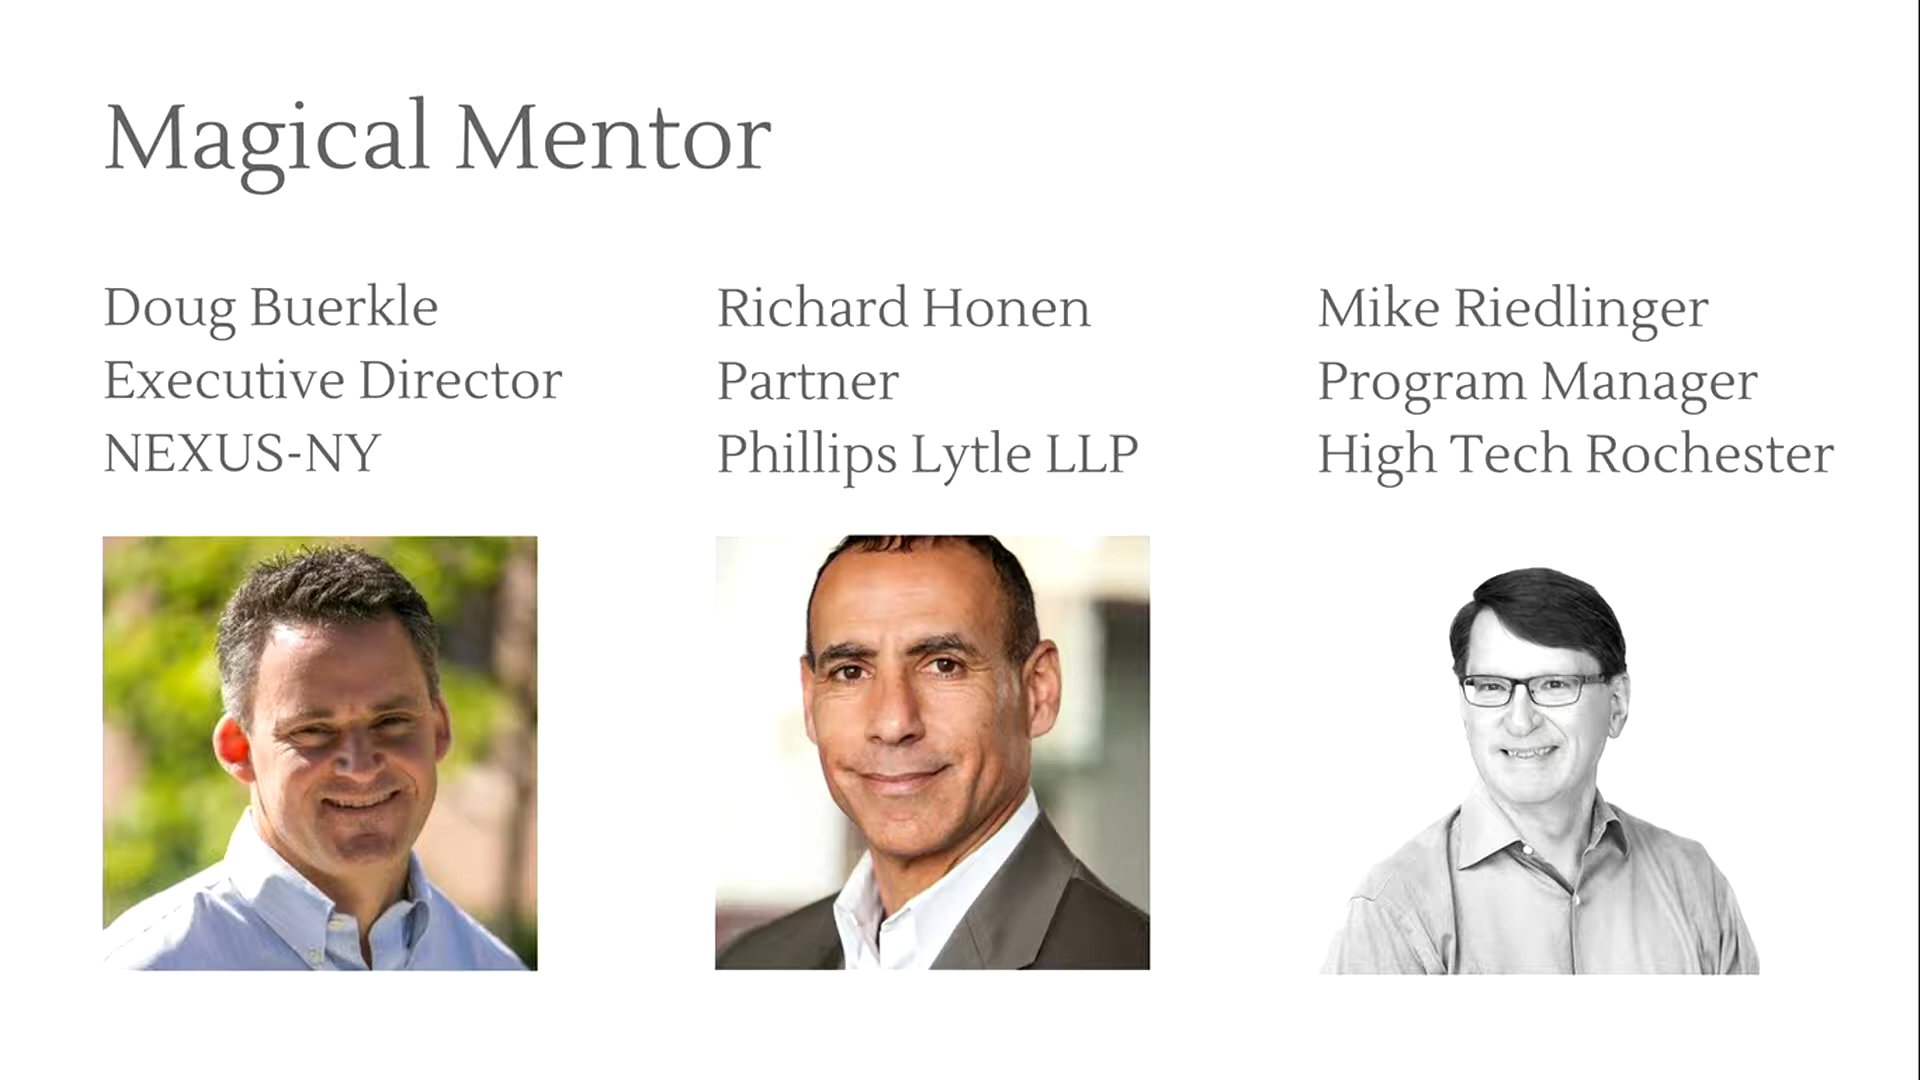 Magical Mentor
Doug Buerkle
Executive Director
NEXUS-NY
Richard Honen
Partner
Phillips Lytle LLP
Mike Riedlinger
Program Manager
High Tech Rochester